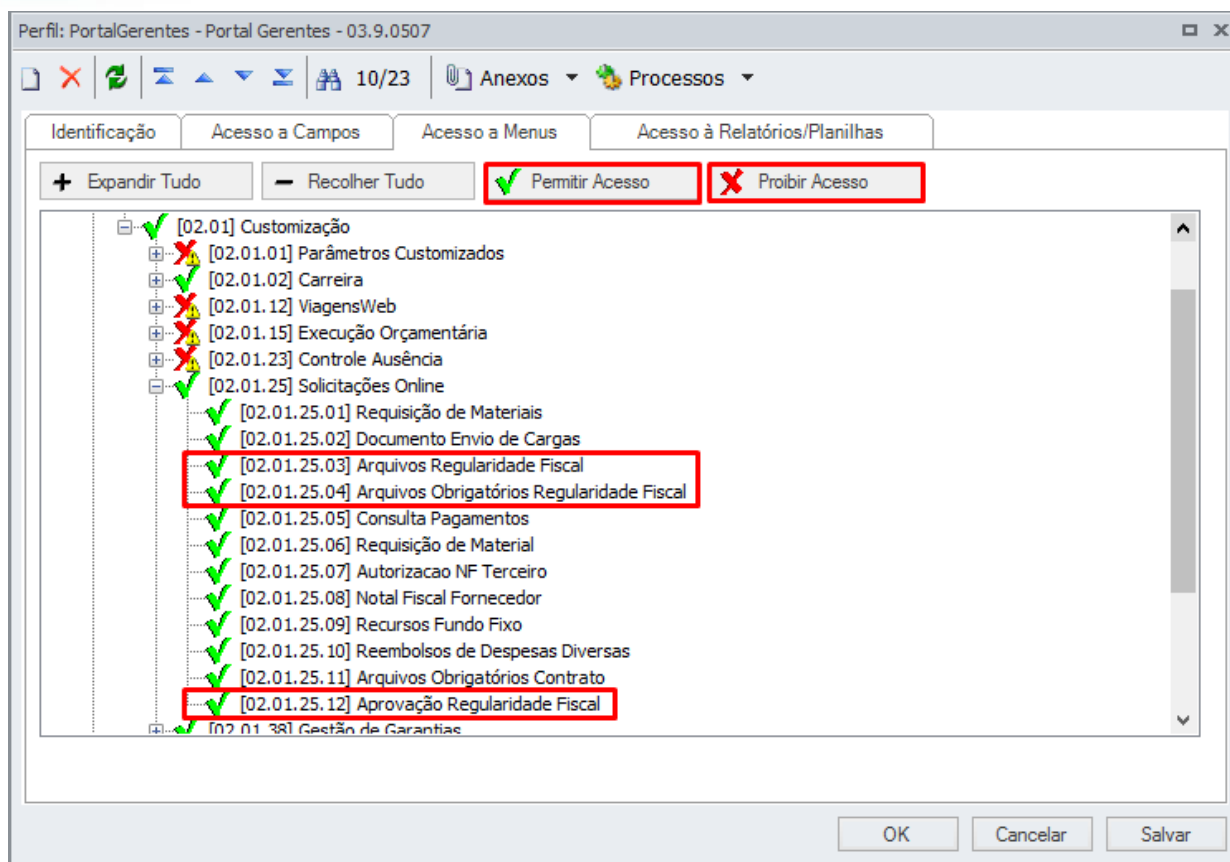 Perfil: PortalGerentes - Portal Gerentes - 03.9.0507
10/23 Anexos Processos
Identificação Acesso a Campos Acesso a Menus Acesso à Relatórios/Planilhas
Expandir Tudo Recolher Tudo Permitir Acesso Proibir Acesso
[02.01] Customização
[02.01.01] Parâmetros Customizados
[02.01.02] Carreira
[02.01.12] ViagensWeb
[02.01.15] Execução Orçamentária
[02.01.23] Controle Ausência
[02.01.25] Solicitações Online
[02.01.25.01] Requisição de Materiais
[02.01.25.02] Documento Envio de Cargas
[02.01.25.03] Arquivos Regularidade Fiscal
[02.01.25.04] Arquivos Obrigatórios Regularidade Fiscal
[02.01.25.05] Consulta Pagamentos
[02.01.25.06] Requisição de Material
[02.01.25.07] Autorizacao NF Terceiro
[02.01.25.08] Notal Fiscal Fornecedor
[02.01.25.09] Recursos Fundo Fixo
[02.01.25.10] Reembolsos de Despesas Diversas
[02.01.25.11] Arquivos Obrigatórios Contrato
[02.01.25.12] Aprovação Regularidade Fiscal
[02.01.38] Gestão de Garantias
OK Cancelar Salvar